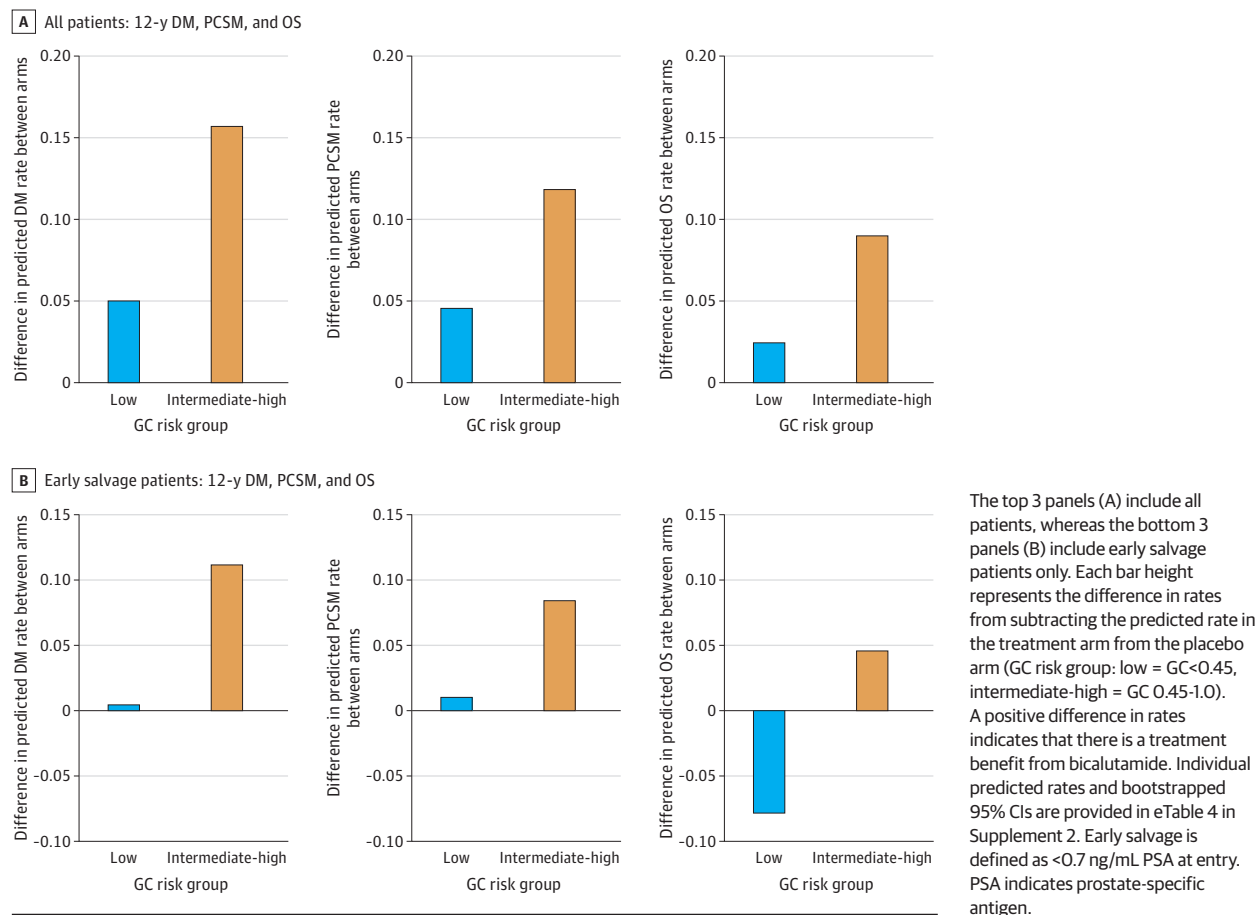 A All patients: 12-y DM, PCSM, and OS
Difference in predicted DM rate between arms
0.20
0.15
0.10
0.05
0
Low Intermediate-high
GC risk group
Difference in predicted PCSM rate
between arms
0.20
0.15
0.10
0.05
0
Low Intermediate-high
GC risk group
Difference in predicted OS rate between arms
0.20
0.15
0.10
0.05
0
Low Intermediate-high
GC risk group
B Early salvage patients: 12-y DM, PCSM, and OS
Difference in predicted DM rate between arms
0.15
0.10
0.05
0
−0.05
−0.10
Low Intermediate-high
GC risk group
Difference in predicted PCSM rate
between arms
0.15
0.10
0.05
0
−0.05
−0.10
Low Intermediate-high
GC risk group
Difference in predicted OS rate between arms
0.15
0.10
0.05
0
−0.05
−0.10
Low Intermediate-high
GC risk group
The top 3 panels (A) include all
patients, whereas the bottom 3
panels (B) include early salvage
patients only. Each bar height
represents the difference in rates
from subtracting the predicted rate in
the treatment arm from the placebo
arm (GC risk group: low = GC<0.45,
intermediate-high = GC 0.45-1.0).
A positive difference in rates
indicates that there is a treatment
benefit from bicalutamide. Individual
predicted rates and bootstrapped
95% CIs are provided in eTable 4 in
Supplement 2. Early salvage is
defined as <0.7 ng/mL PSA at entry.
PSA indicates prostate-specific
antigen.